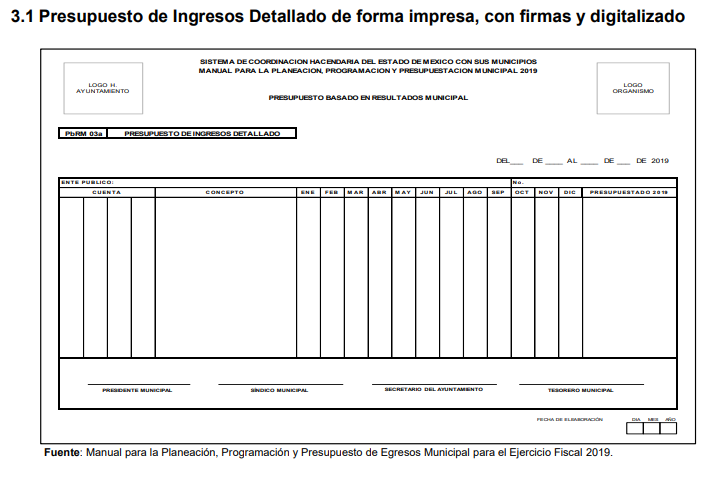 3.1 Presupuesto de Ingresos Detallado de forma impresa, con firmas y digitalizado
SISTEMA DE COORDINACION HACENDARIA DEL ESTADO DE MEXICO CON SUS MUNICIPIOS
MANUAL PARA LA PLANEACION, PROGRAMACION Y PRESUPUESTACION MUNICIPAL 2019
LOGO H.
AYUNTAMIENTO
LOGO
ORGANISMO
PRESUPUESTO BASADO EN RESULTADOS MUNICIPAL
PbRM 03a PRESUPUESTO DE INGRESOS DETALLADO
DEL___ DE ____ AL ____ DE ___ DE 2019
ENTE PUBLICO: No.
CUENTA CONCEPTO ENE FEB MAR ABR MAY JUN JUL AGO SEP OCT NOV DIC PRESUPUESTADO 2019
PRESIDENTE MUNICIPAL SÍNDICO MUNICIPAL SECRETARIO DEL AYUNTAMIENTO TESORERO MUNICIPAL
FECHA DE ELABORACIÓN DIA MES AÑO
Fuente: Manual para la Planeación, Programación y Presupuesto de Egresos Municipal para el Ejercicio Fiscal 2019.